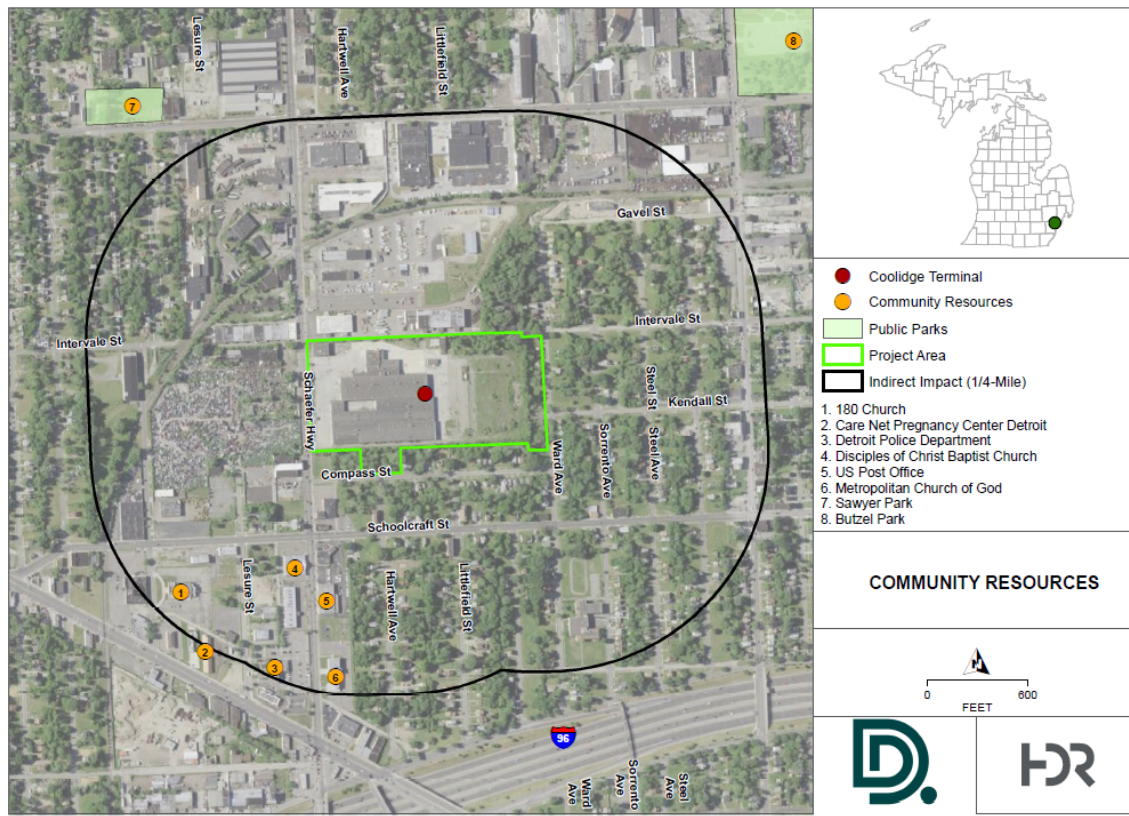 Lesure St
Hartwell Ave
Littlefield St
8
7
Gavel St
Intervale St
Intervale St
Schaefer Hwy
Steel St
Kendall St
Ward Ave
Sorrento Ave
Steel Ave
Compass St
Schoolcraft St
Lesure St
4
1
5
Hartwell Ave
Littlefield St
2
3
6
96
Ward Ave
Sorrento Ave
Steel Ave
Coolidge Terminal
Community Resources
Public Parks
Project Area
Indirect Impact (1/4-Mile)
1. 180 Church
2. Care Net Pregnancy Center Detroit
3. Detroit Police Department
4. Disciples of Christ Baptist Church
5. US Post Office
6. Metropolitan Church of God
7. Sawyer Park
8. Butzel Park
COMMUNITY RESOURCES
N
0 600
FEET
D.
HDR